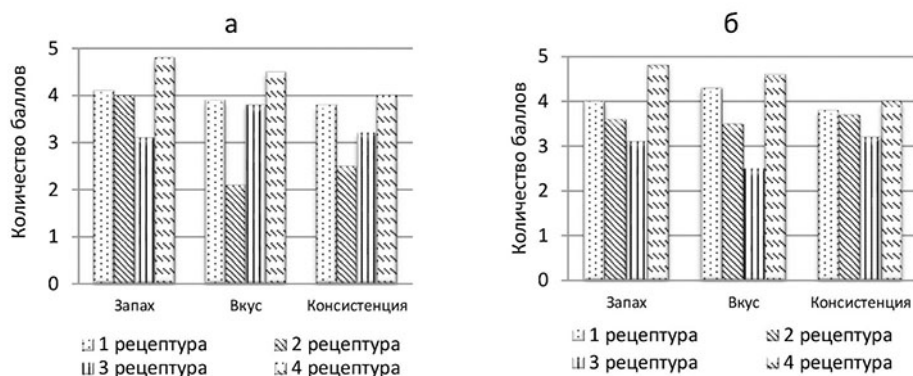 а
Количество баллов
5
4
3
2
1
0
Запах
Вкус
Консистенция
1 рецептура
2 рецептура
3 рецептура
4 рецептура
б
Количество баллов
5
4
3
2
1
0
Запах
Вкус
Консистенция
1 рецептура
2 рецептура
3 рецептура
4 рецептура